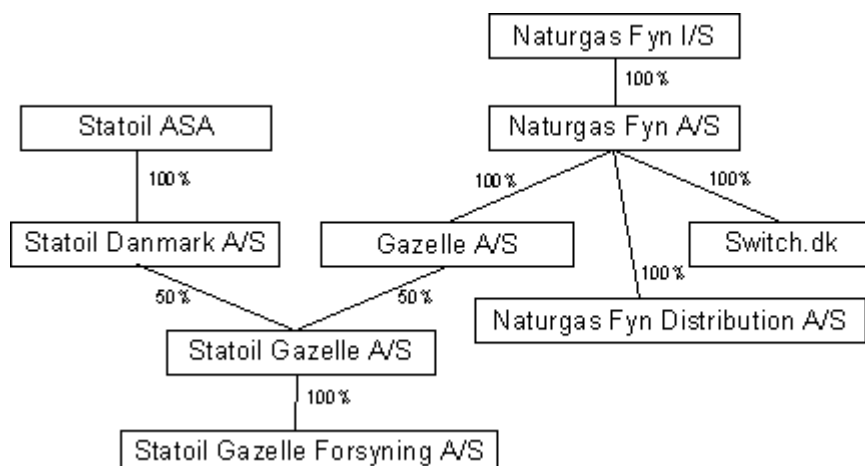 Naturgas Fyn I/S
100%
Statoil ASA
Naturgas Fyn A/S
100%
100%
100%
Statoil Danmark A/S
Gazelle A/S
Switch.dk
100%
50%
50%
Naturgas Fyn Distribution A/S
Statoil Gazelle A/S
100%
Statoil Gazelle Forsyning A/S